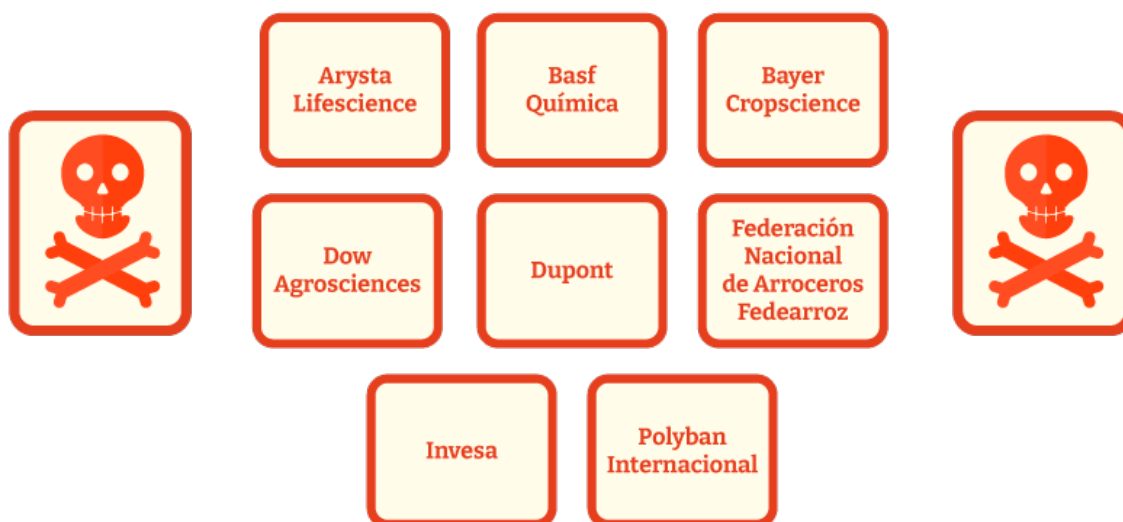 Arysta
Lifescience
Basf
Química
Bayer
Cropscience
Dow
Agrosciences
Dupont
Federación
Nacional
de Arroceros
Fedearroz
Invesa
Polyban
Internacional